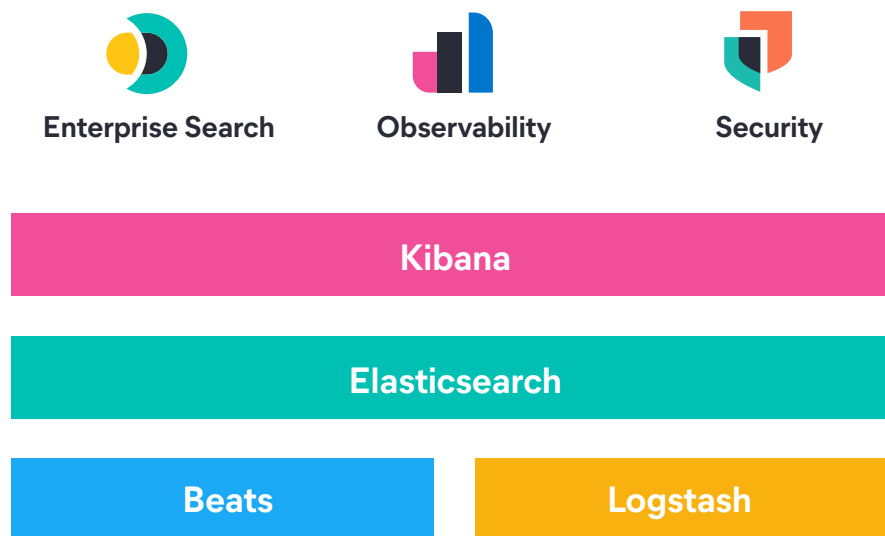 Enterprise Search Observability Security
Kibana
Elasticsearch
Beats Logstash